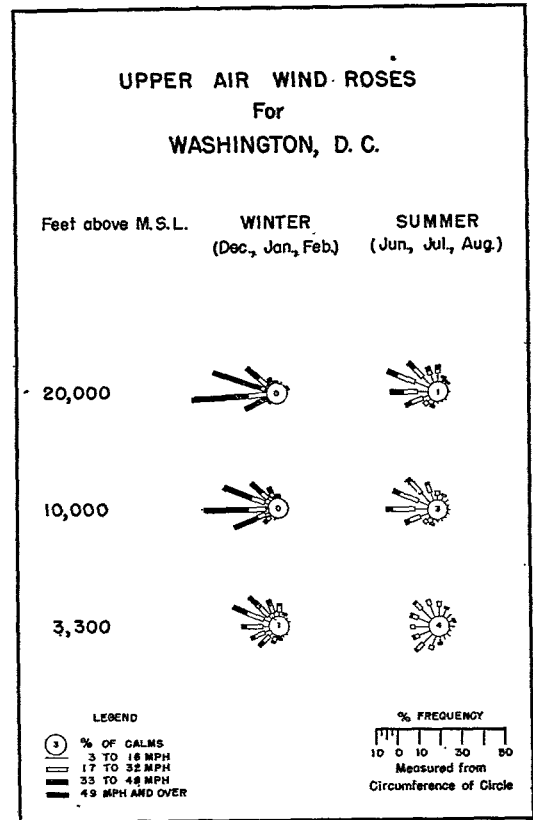 UPPER AIR WIND ROSES
For
WASHINGTON, D. C.
Feet above M.S.L. WINTER SUMMER
(Dec., Jan., Feb.) (Jun., Jul., Aug.)
20,000 0 1
10,000 0 3
3,300 1 4
LEGEND
3 % OF CALMS
3 TO 16 MPH
17 TO 32 MPH
33 TO 48 MPH
49 MPH AND OVER
% FREQUENCY
10 0 10 30 50
Measured from
Circumference of Circle